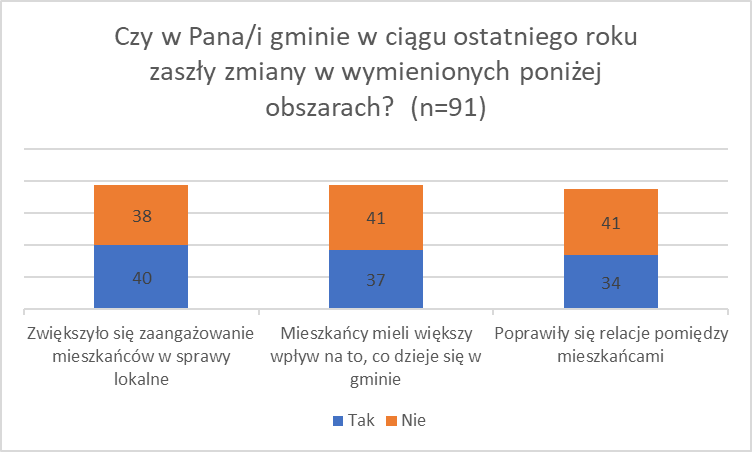 Czy w Pana/i gminie w ciągu ostatniego roku
zaszły zmiany w wymienionych poniżej
obszarach? (n=91)
38
41
41
40
37
34
Zwiększyło się zaangażowanie
mieszkańców w sprawy
lokalne
Mieszkańcy mieli większy
wpływ na to, co dzieje się w
gminie
Poprawiły się relacje pomiędzy
mieszkańcami
Tak Nie